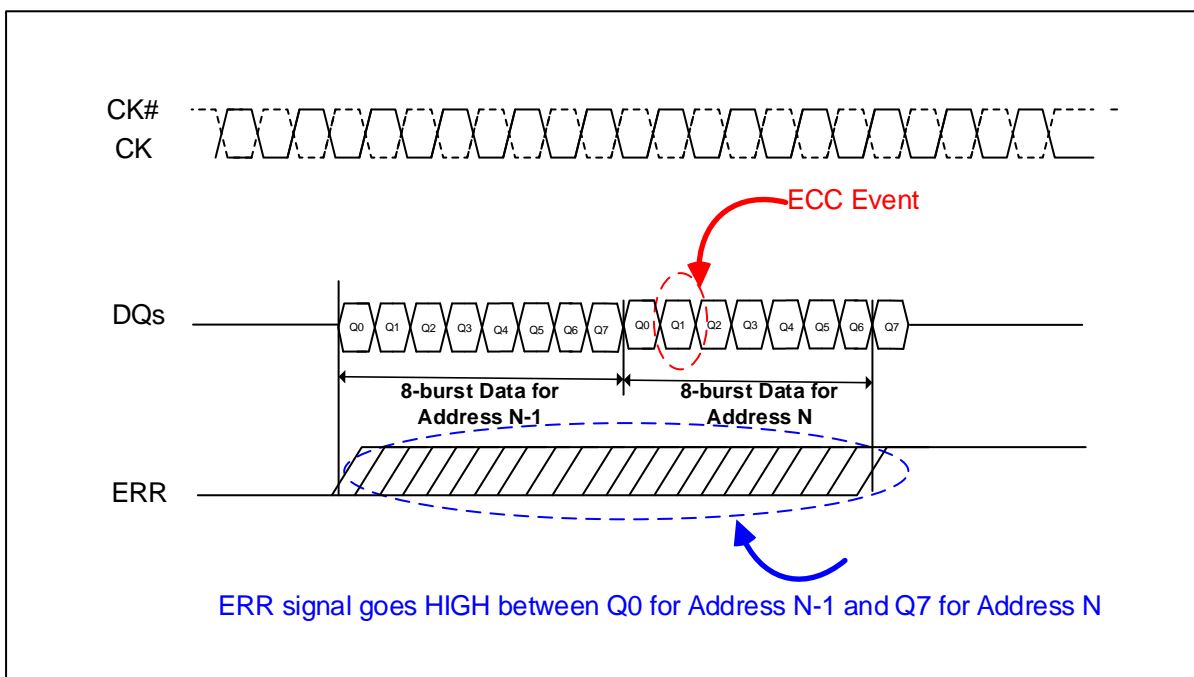 CK#
CK
ECC Event
DQs
Q0 Q1 Q2 Q3 Q4 Q5 Q6 Q7 Q0 Q1 Q2 Q3 Q4 Q5 Q6 Q7
8-burst Data for
Address N-1
8-burst Data for
Address N
ERR
ERR signal goes HIGH between Q0 for Address N-1 and Q7 for Address N